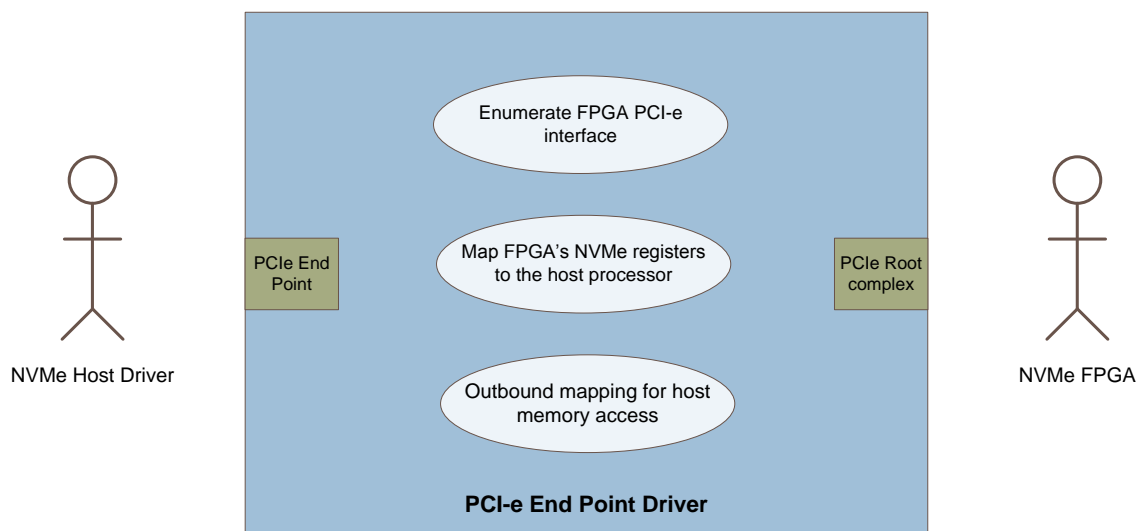 Enumerate FPGA PCI-e
interface
PCIe End
Point
Map FPGA's NVMe registers
to the host processor
PCIe Root
complex
NVMe Host Driver
NVMe FPGA
Outbound mapping for host
memory access
PCI-e End Point Driver